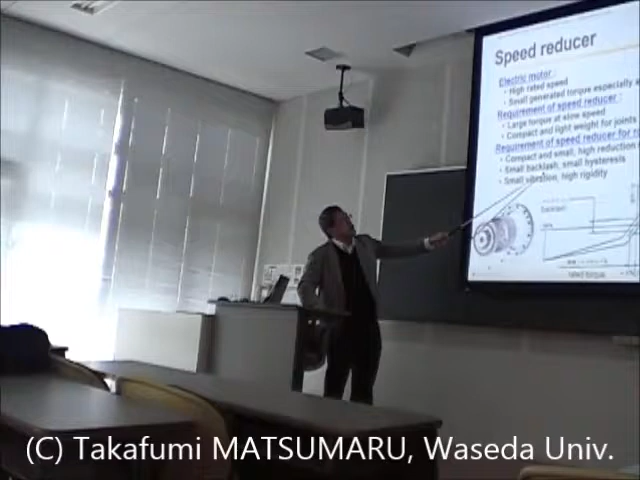 Speed reducer
Electric motor :
• High rated speed
• Small generated torque especially a
Requirement of speed reducer :
• Large torque at slow speed
• Compact and light weight for joints
Requirement of speed reducer for r
• Compact and small, high reduction
• Small backlash, small hysteresis
• Small vibration, high rigidity
rated torque
(C) Takafumi MATSUMARU, Waseda Univ.